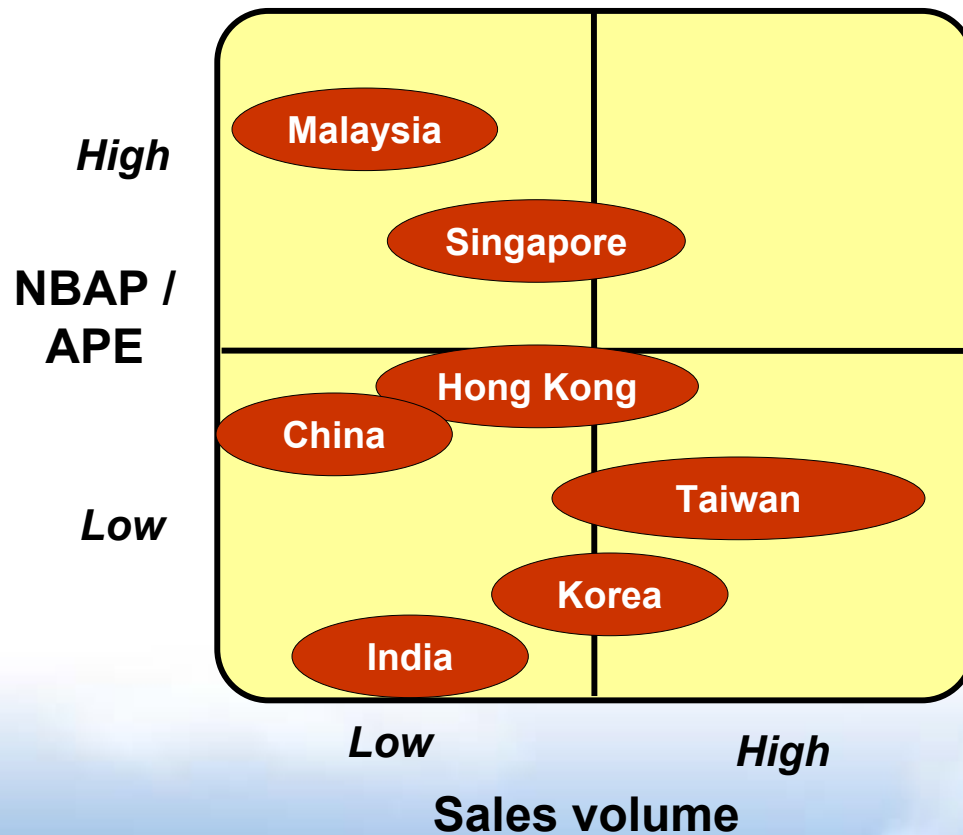 Malaysia
High
Singapore
NBAP /
APE
Hong Kong
China
Taiwan
Low
Korea
India
Low
High
Sales volume